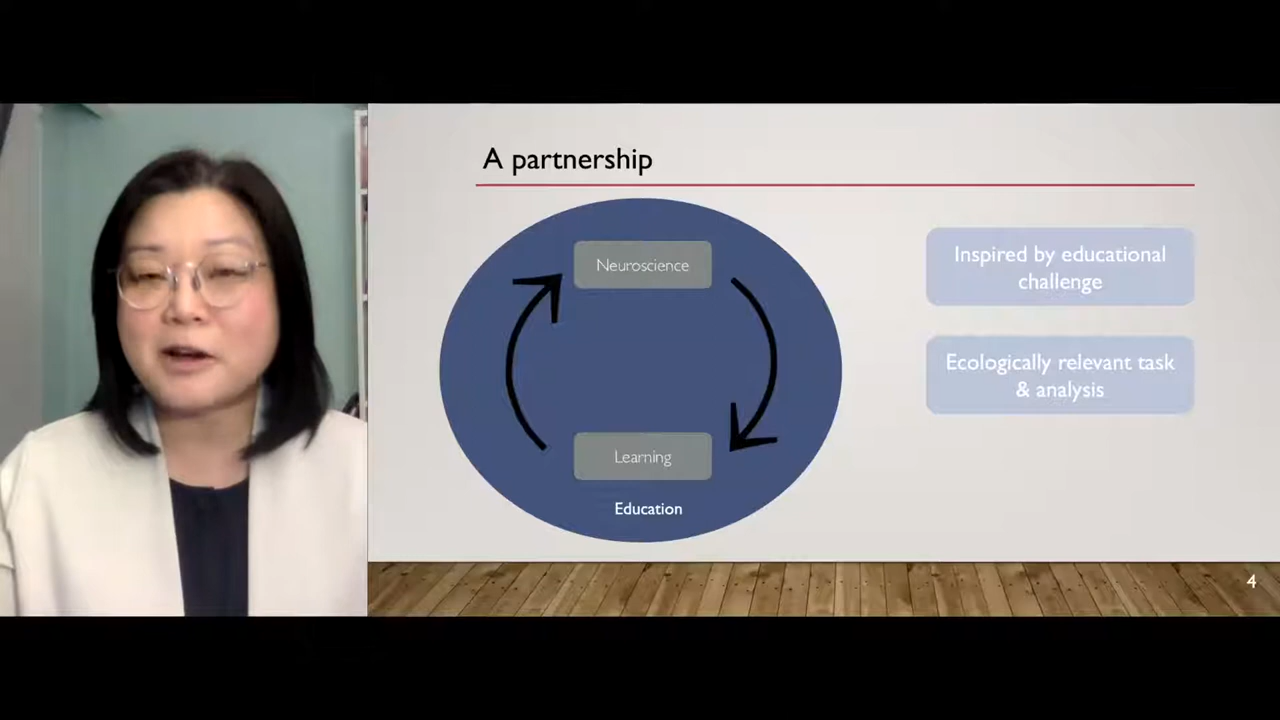 A partnership
Neuroscience
Learning
Education
Inspired by educational
challenge
Ecologically relevant task
& analysis
4